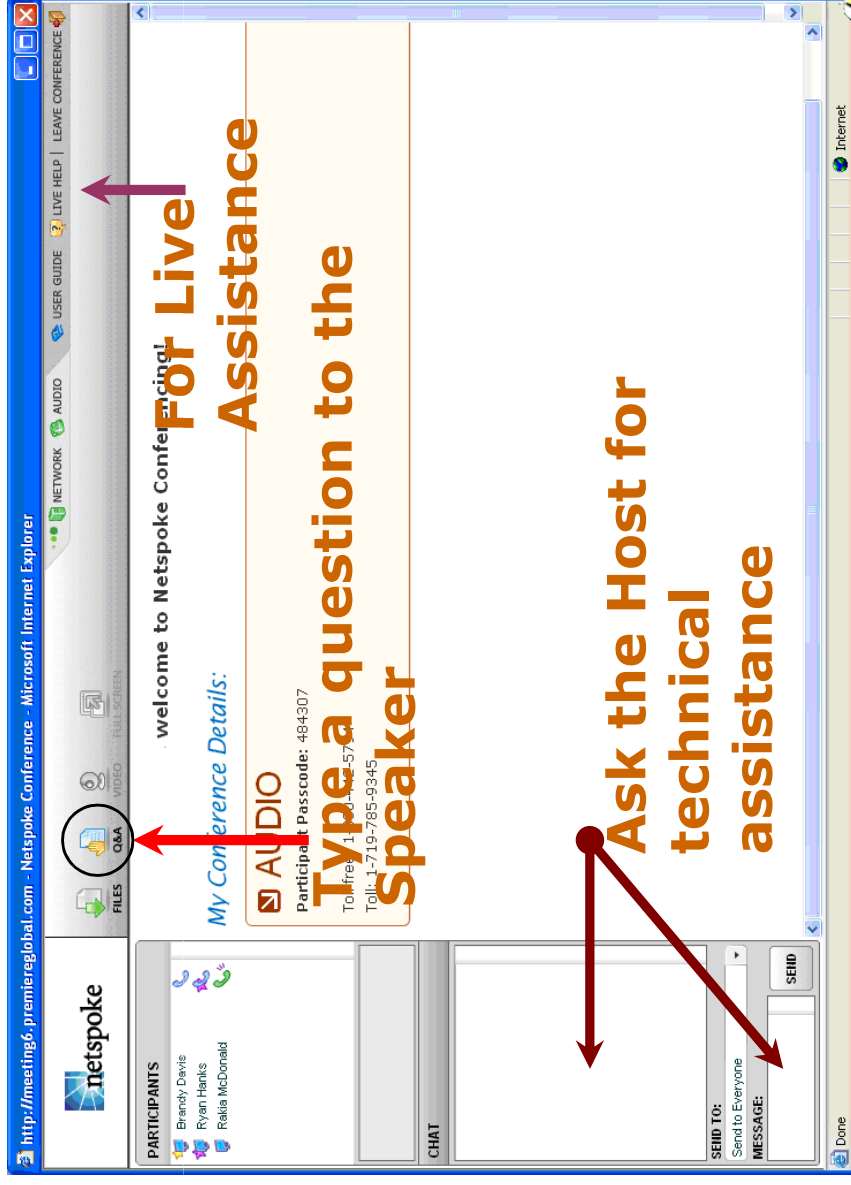 http://meeting6.premiereglobal.com - Netspoke Conference - Microsoft Internet Explorer
netspoke
FILES
Q&A
VIDEO
FULL SCREEN
NETWORK
AUDIO
USER GUIDE
LIVE HELP |
LEAVE CONFERENCE
PARTICIPANTS
Brandy Davis
Ryan Hanks
Rakia McDonald
CHAT
SEND TO:
Send to Everyone
MESSAGE:
SEND
Welcome to Netspoke Conferencing!
For Live
Assistance
My Conference Details:
AUDIO
Participant Passcode: 484307
Toll: 1-719-785-9345
Type a question to the
Speaker
Ask the Host for
technical
assistance
Done
Internet